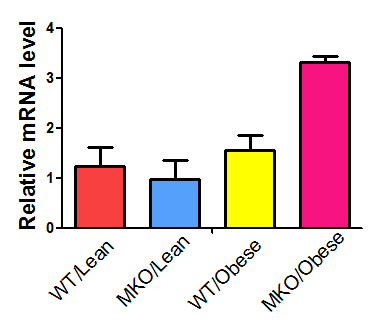 Relative mRNA level
4
3
2
1
0
WT/Lean
MKO/Lean
WT/Obese
MKO/Obese